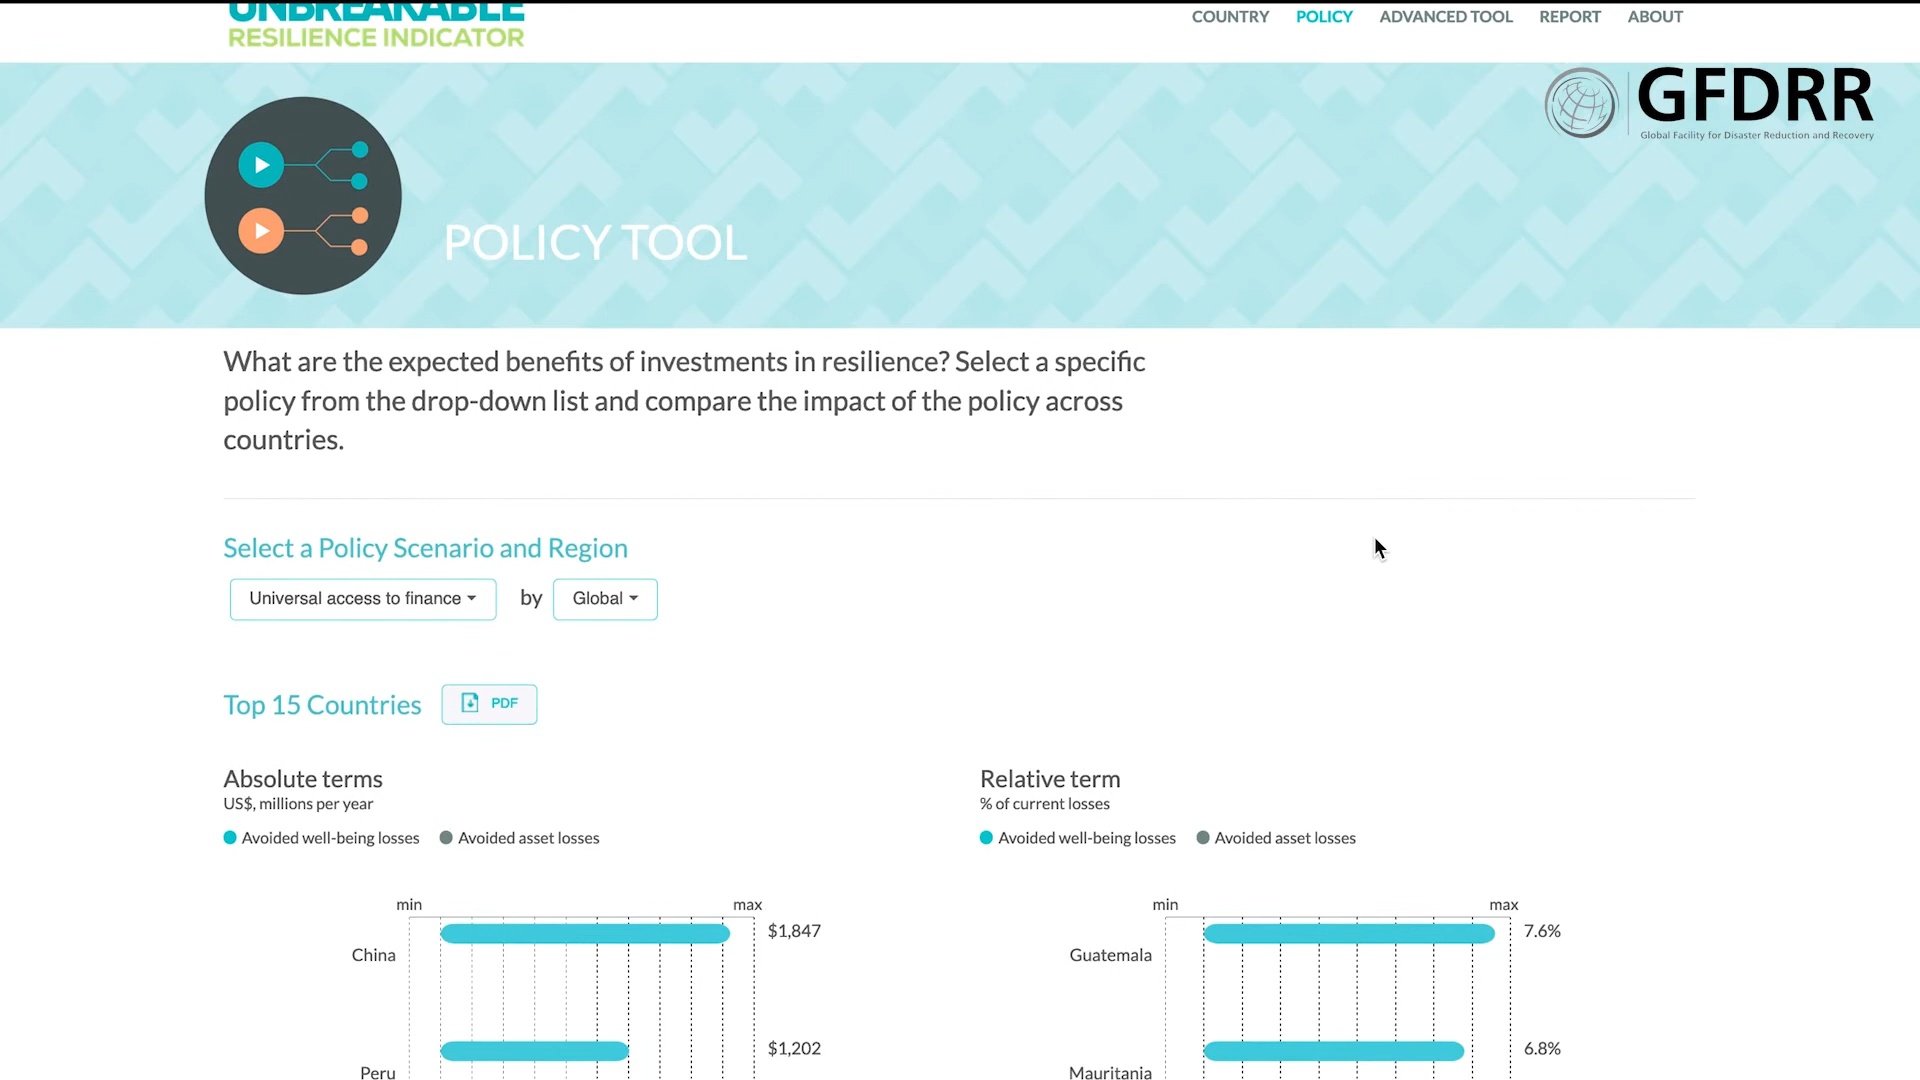 UNBREAKABLE
RESILIENCE INDICATOR
COUNTRY POLICY ADVANCED TOOL REPORT ABOUT
GFDRR
Global Facility for Disaster Reduction and Recovery
POLICY TOOL
What are the expected benefits of investments in resilience? Select a specific
policy from the drop-down list and compare the impact of the policy across
countries.
Select a Policy Scenario and Region
Universal access to finance by Global
Top 15 Countries PDF
Absolute terms
US$, millions per year
Avoided well-being losses Avoided asset losses
min max
China $1,847
Peru $1,202
Relative term
% of current losses
Avoided well-being losses Avoided asset losses
min max
Guatemala 7.6%
Mauritania 6.8%